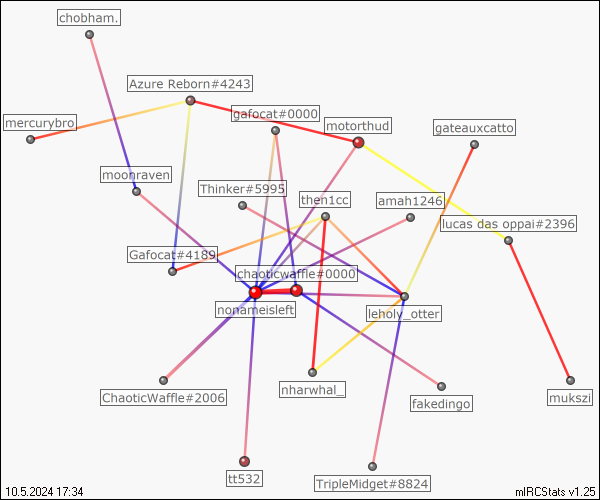 chobham.
Azure Reborn#4243
gafocat#0000
mercurybro
motorthud
gateauxcatto
moonraven
Thinker#5995
then1cc
amah1246
lucas das oppai#2396
Gafocat#4189
chaoticwaffle#0000
nonameisleft
leholy_otter
ChaoticWaffle#2006
nharwhal_
fakedingo
mukszi
tt532
TripleMidget#8824
10.5.2024 17:34
mIRCStats v1.25